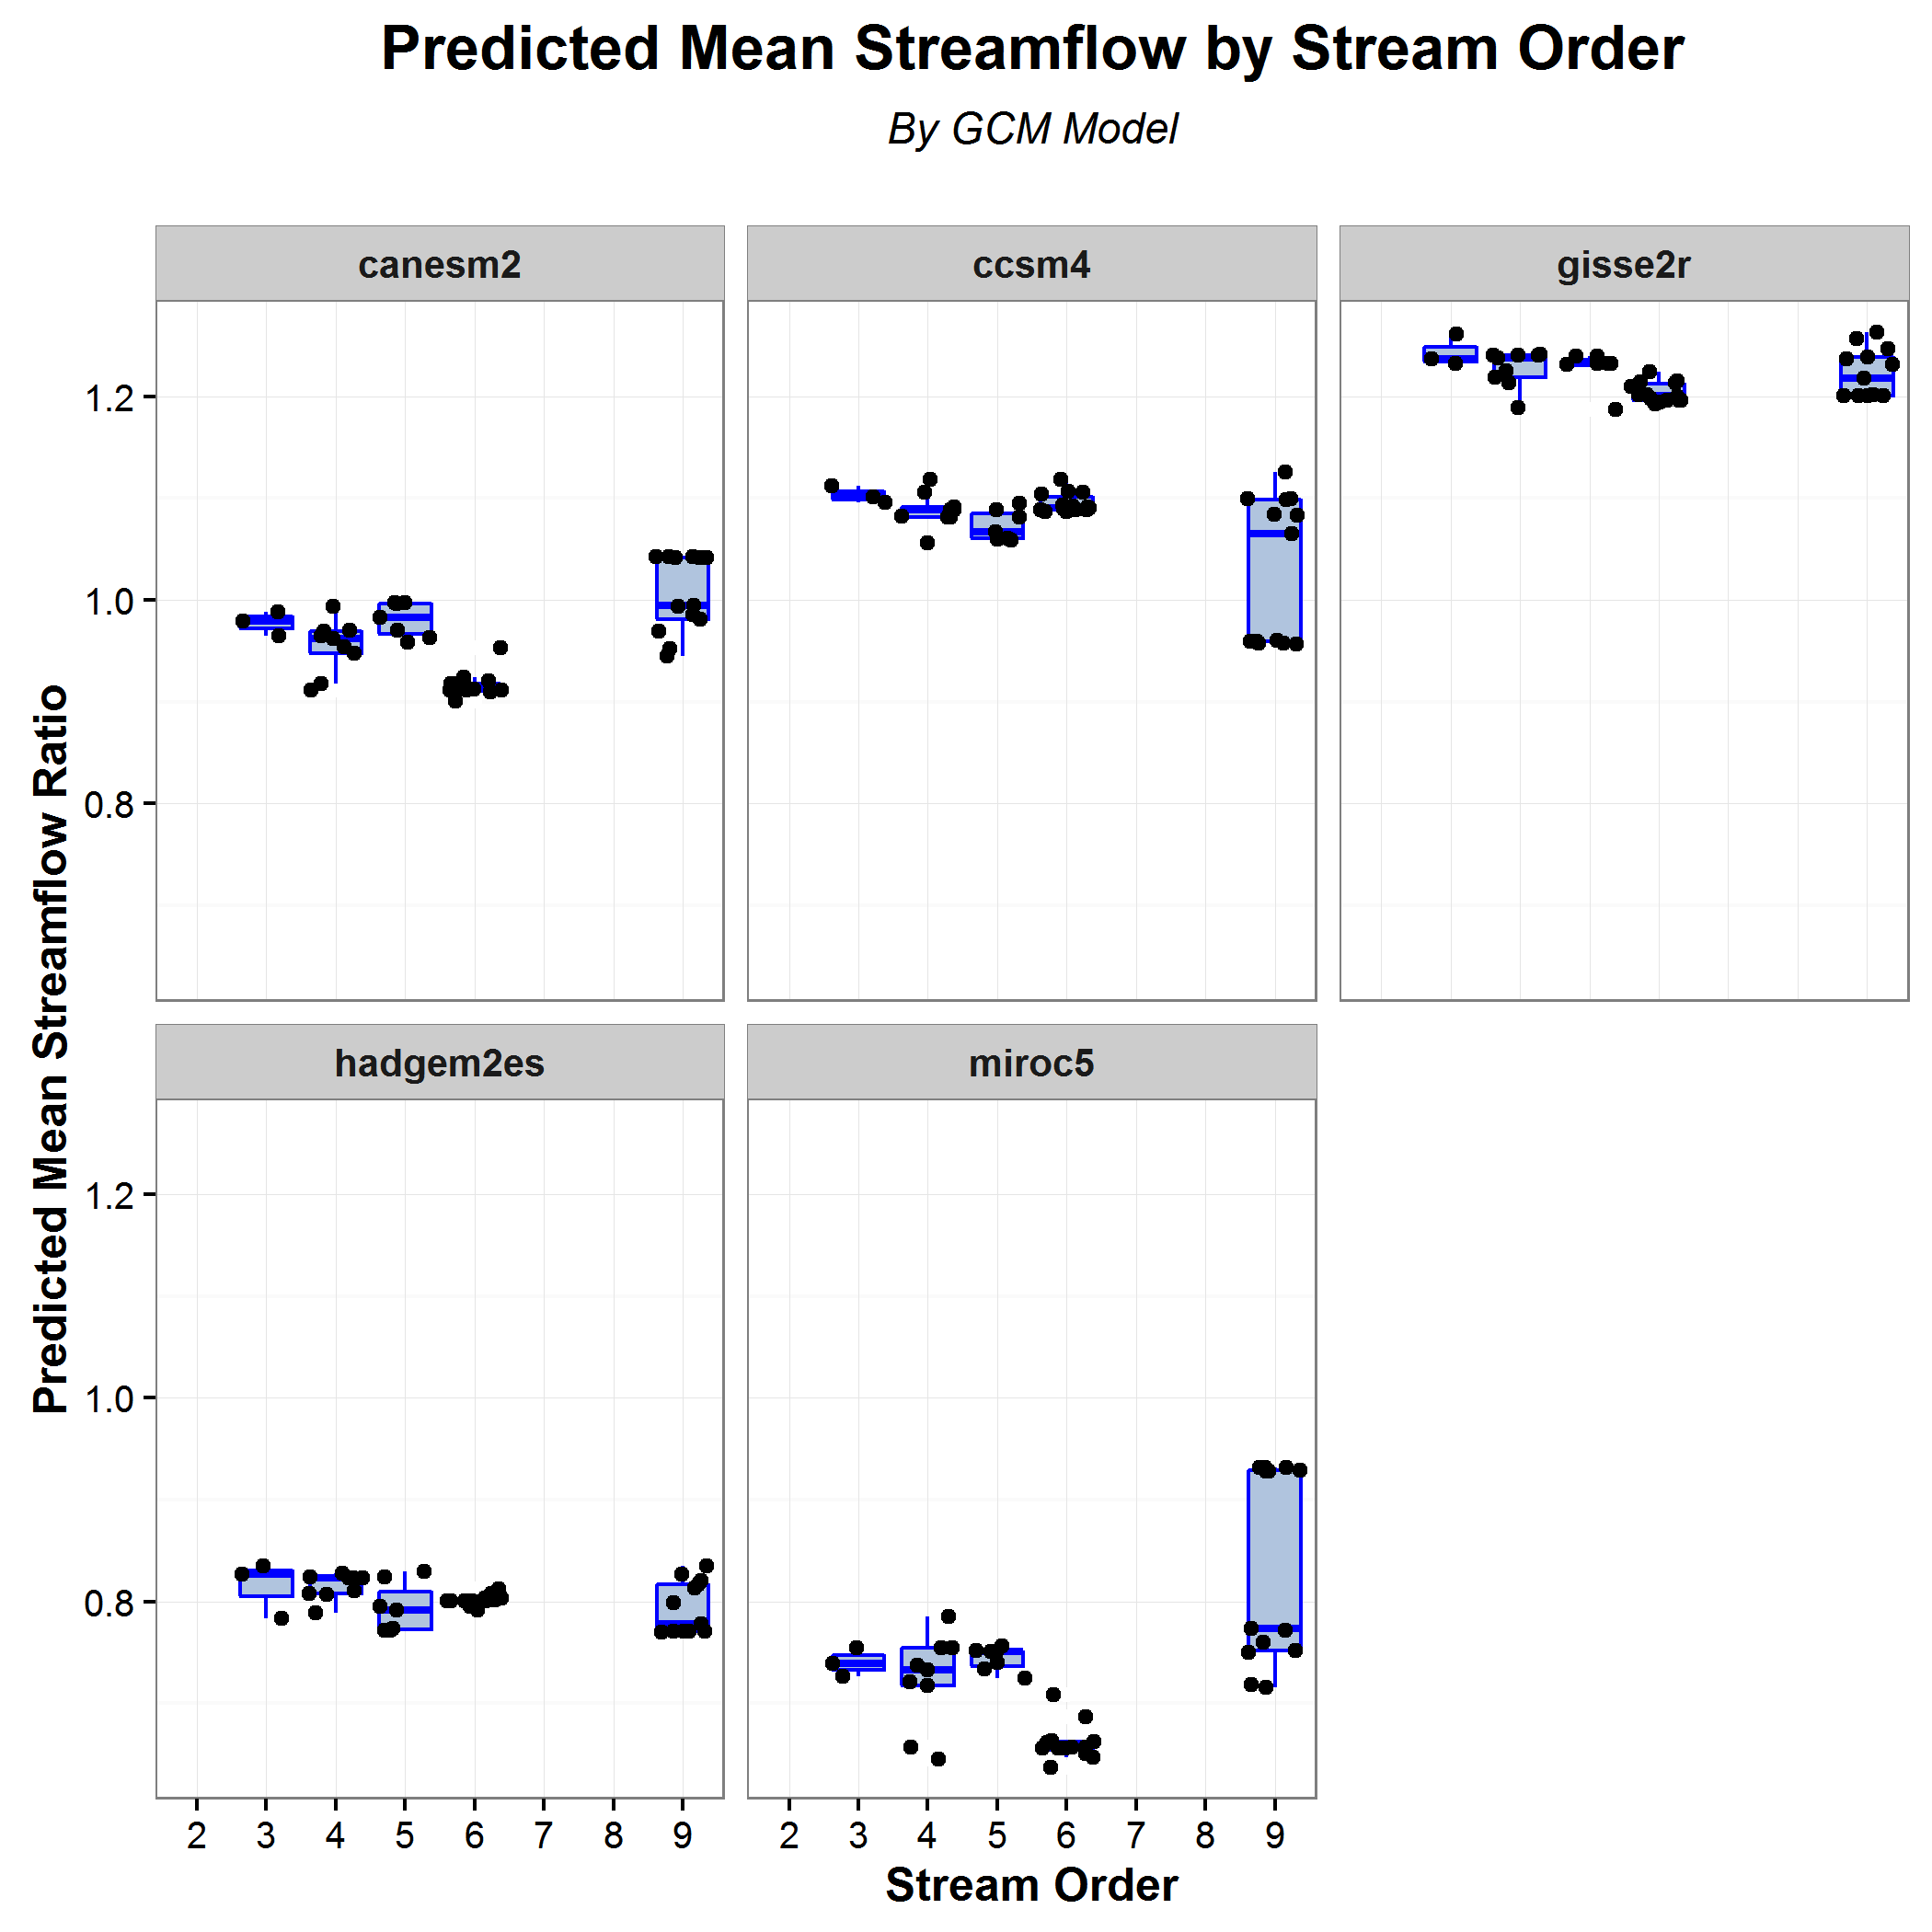 Predicted Mean Streamflow by Stream Order
By GCM Model
canesm2
ccsm4
gisse2r
1.2
1.0
0.8
Predicted Mean Streamflow Ratio
hadgem2es
miroc5
1.2
1.0
0.8
2 3 4 5 6 7 8 9
2 3 4 5 6 7 8 9
Stream Order